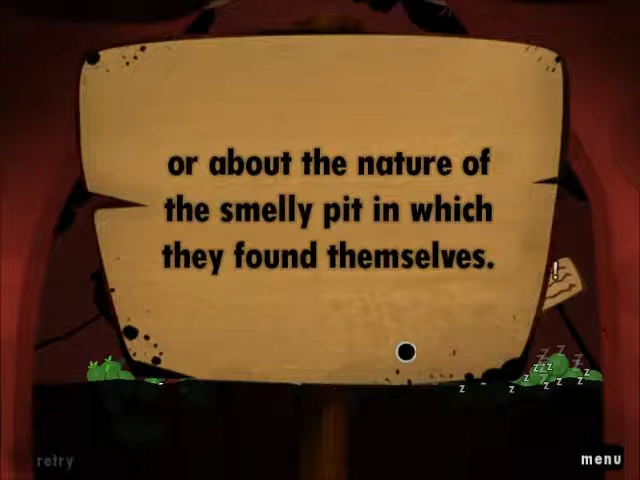 or about the nature of
the smelly pit in which
they found themselves.
!
z z z z z z z z z z z z
retry
menu